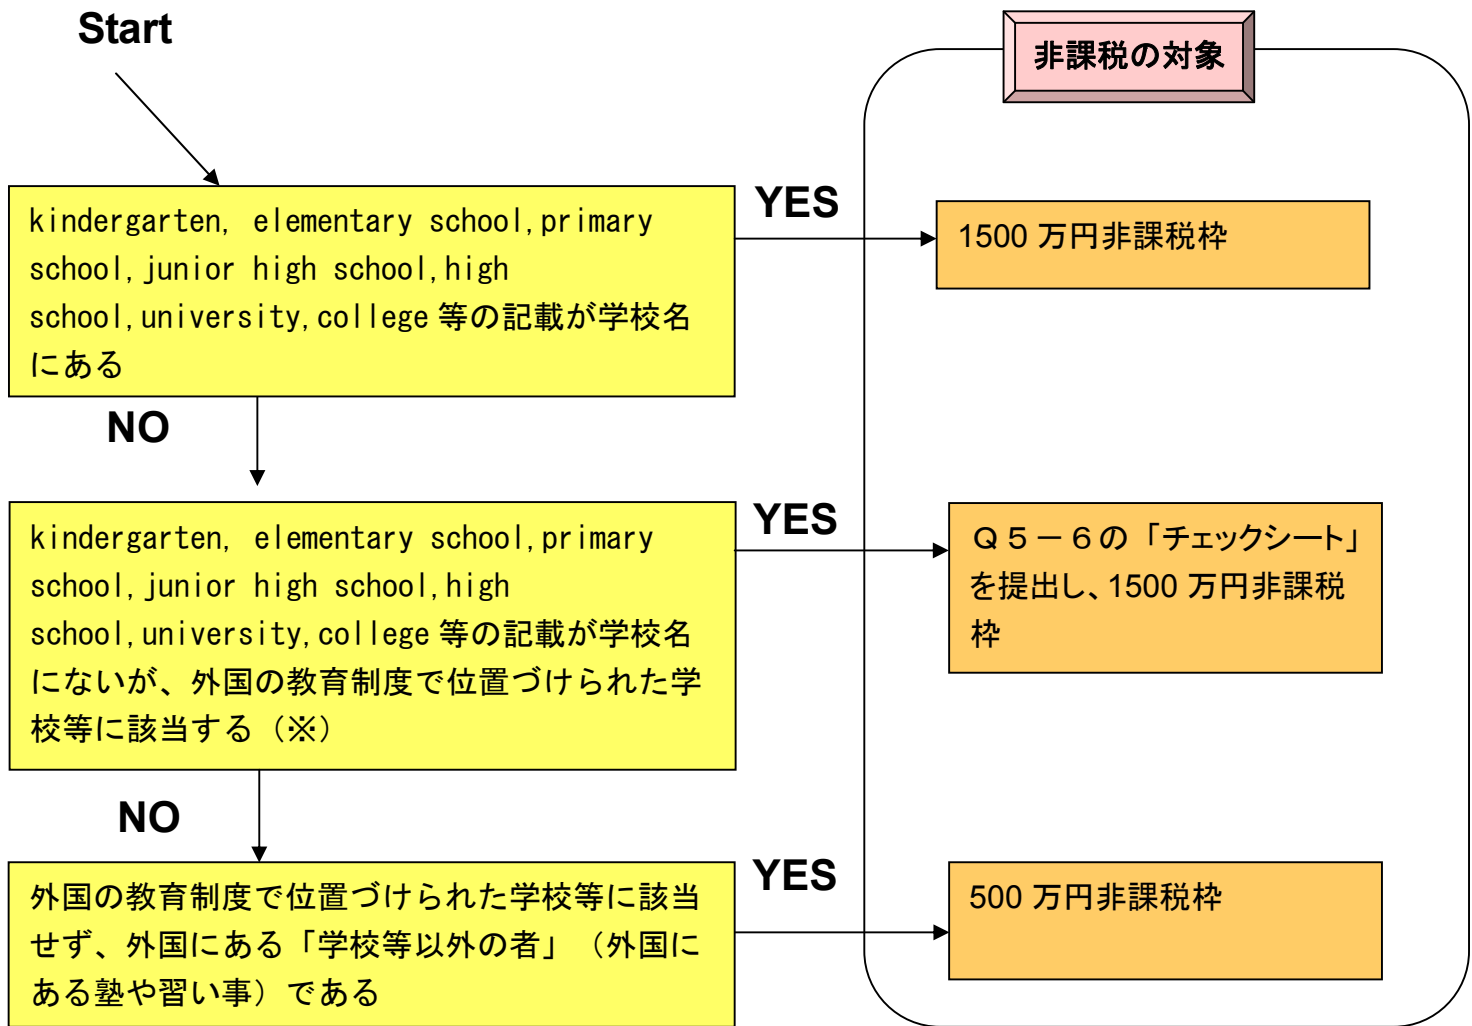 Start
非課税の対象
kindergarten, elementary school,primary
school,junior high school,high
school,university,college 等の記載が学校名
にある
YES
1500 万円非課税枠
NO
kindergarten, elementary school,primary
school,junior high school,high
school,university,college 等の記載が学校名
にないが、外国の教育制度で位置づけられた学
校等に該当する（※）
YES
Q５－６の「チェックシート」
を提出し、1500 万円非課税
枠
NO
外国の教育制度で位置づけられた学校等に該当
せず、外国にある「学校等以外の者」（外国に
ある塾や習い事）である
YES
500 万円非課税枠